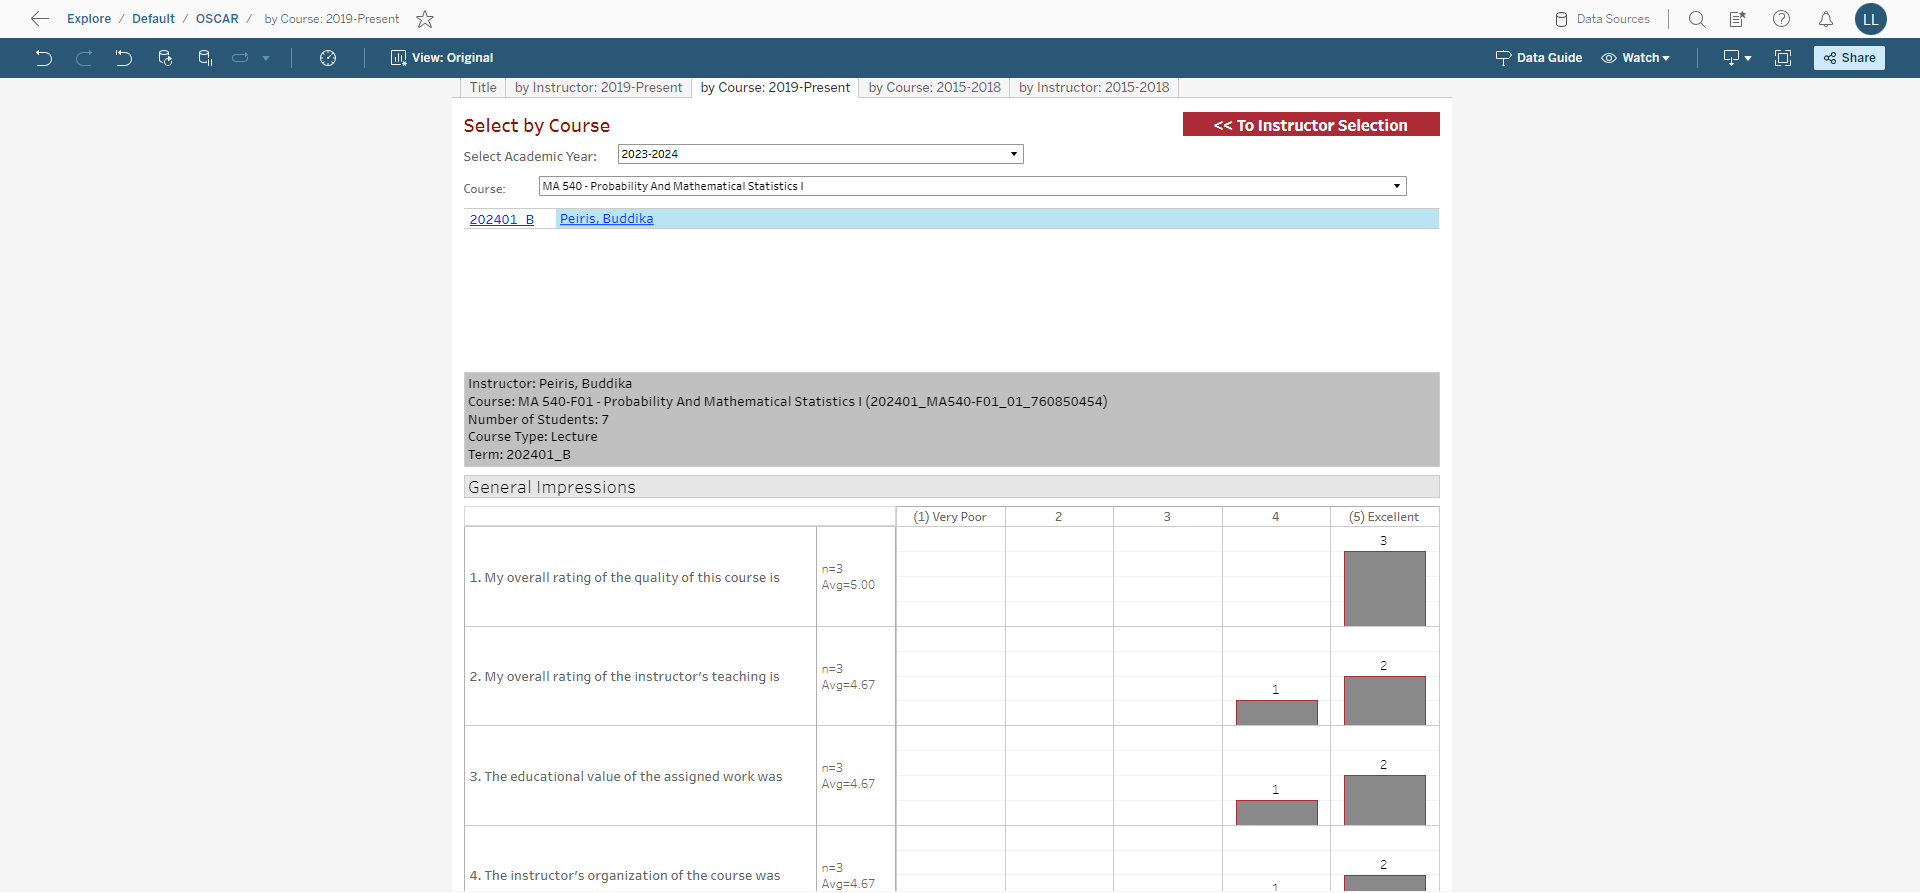 Explore / Default / OSCAR / by Course: 2019-Present
Data Sources
LL
View: Original
Data Guide
Watch
Share
Title
by Instructor: 2019-Present
by Course: 2019-Present
by Course: 2015-2018
by Instructor: 2015-2018
Select by Course
<< To Instructor Selection
Select Academic Year:
2023-2024
Course:
MA 540 - Probability And Mathematical Statistics I
202401_B
Peiris, Buddika
Instructor: Peiris, Buddika
Course: MA 540-F01 - Probability And Mathematical Statistics I (202401_MA540-F01_01_760850454)
Number of Students: 7
Course Type: Lecture
Term: 202401_B
General Impressions
(1) Very Poor
2
3
4
(5) Excellent
1. My overall rating of the quality of this course is
n=3
Avg=5.00
3
2. My overall rating of the instructor's teaching is
n=3
Avg=4.67
1
2
3. The educational value of the assigned work was
n=3
Avg=4.67
1
2
4. The instructor's organization of the course was
n=3
Avg=4.67
1
2